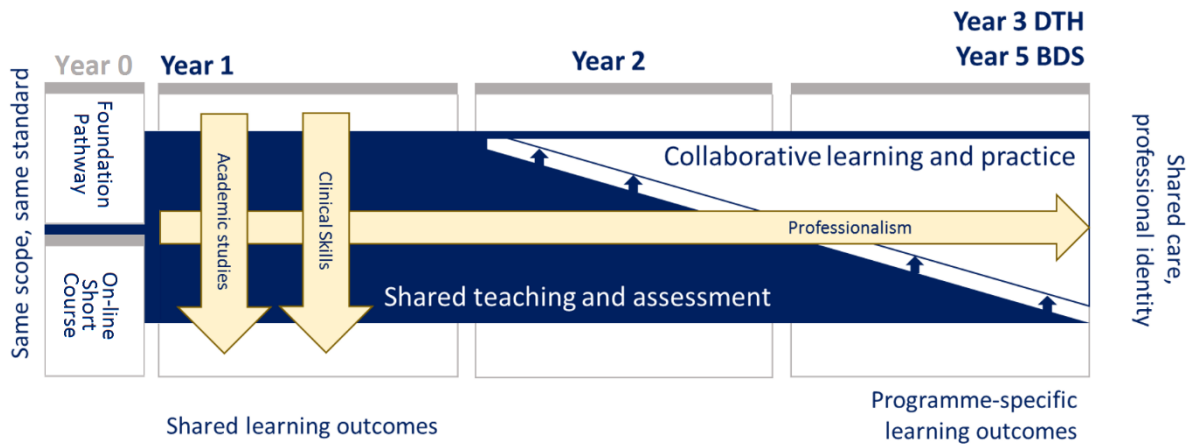 Year 3 DTH
Year 5 BDS
Year 0
Year 1
Year 2
Same scope, same standard
Foundation
Pathway
On-line
Short
Course
Academic studies
Clinical Skills
Collaborative learning and practice
Professionalism
Shared teaching and assessment
Shared care,
professional identity
Shared learning outcomes
Programme-specific
learning outcomes